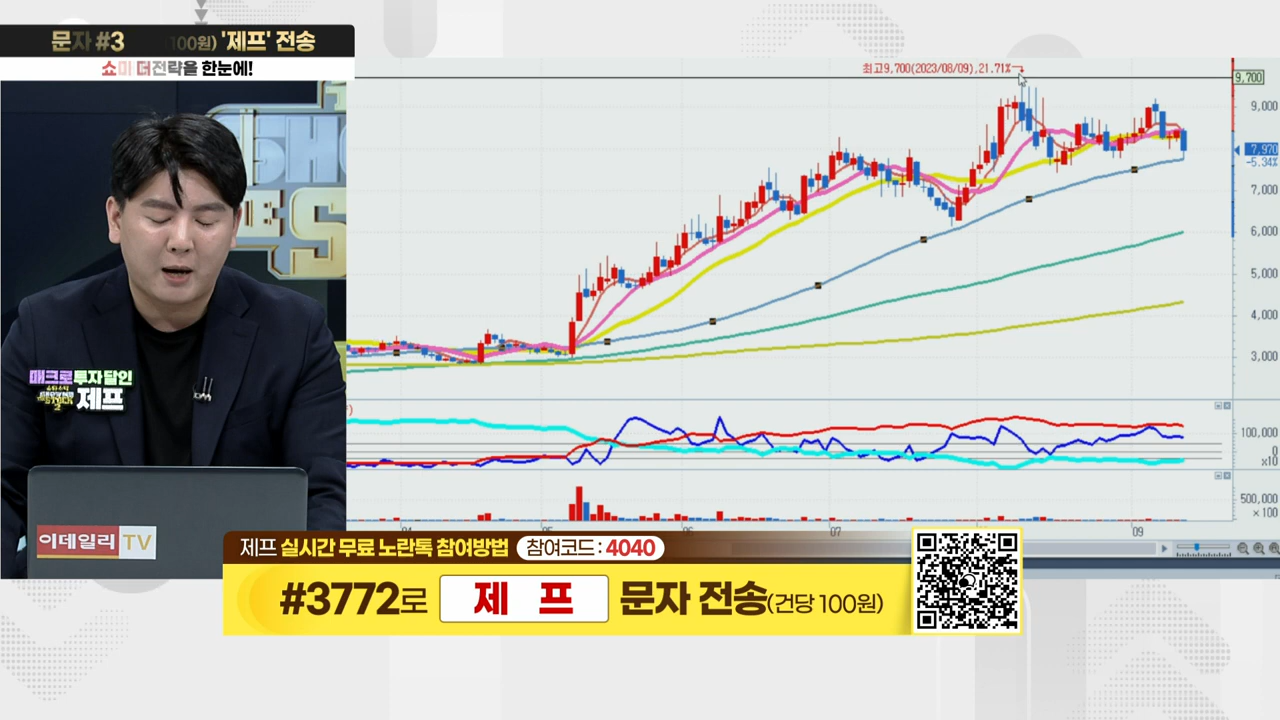 문자 #3 100원) '제프' 전송
쇼미 더전략을 한눈에!
최고9,700(2023/08/09),21.71%→
9,700
9,000
7,970
-5.34%
7,000
6,000
5,000
4,000
3,000
매크로투자달인
제프
100,000
0
x10
500,000
×100
04
05
06
07
09
이데일리 TV
제프 실시간 무료 노란톡 참여방법 참여코드 : 4040
#3772로 제 프 문자 전송(건당 100원)